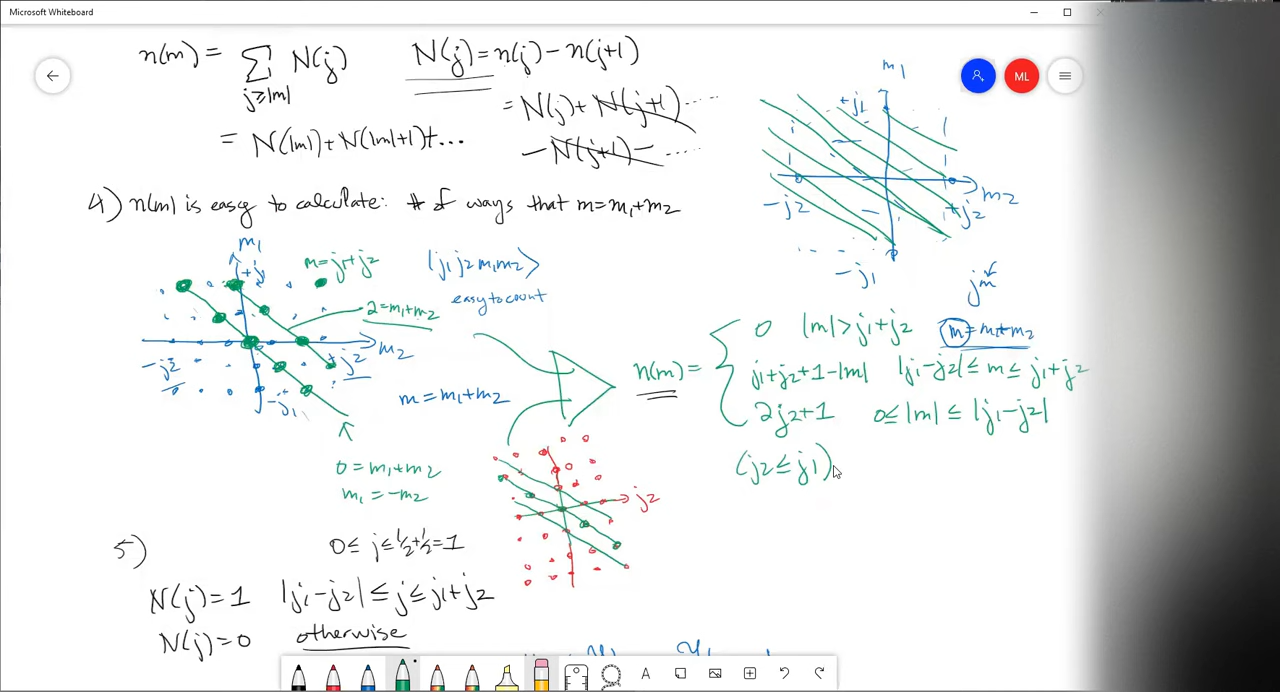 Microsoft Whiteboard
ML
n(m) = ∑ N(j)
j≥|m|
= N(|m|) + N(|m|+1) + ...
N(j) = n(j) - n(j+1)
= N(j) + N(j+1) ...
- N(j+1) - ...
m1
+j1
m2
-j2
+j2
-j1
4) n(m) is easy to calculate: # of ways that m=m1+m2
m1
+j
m=j1+j2
|j1 j2 m1 m2>
easy to count
2=m1+m2
m2
-j2
+j2
-j1
m=m1+m2
0=m1+m2
m1=-m2
j2
jm
m=m1+m2
n(m) = { 0 |m|>j1+j2
j1+j2+1-|m| |j1-j2| ≤ m ≤ j1+j2
2j2+1 0≤|m|≤|j1-j2|
(j2≤j1)
5)
0≤ j ≤ 1/2+1/2=1
N(j)=1 |j1-j2| ≤ j ≤ j1+j2
N(j)=0 otherwise
A